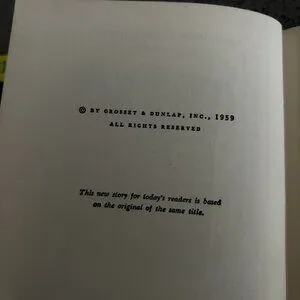 © BY GROSSET & DUNLAP, INC., 1959
ALL RIGHTS RESERVED
This new story for today's readers is based
on the original of the same title.